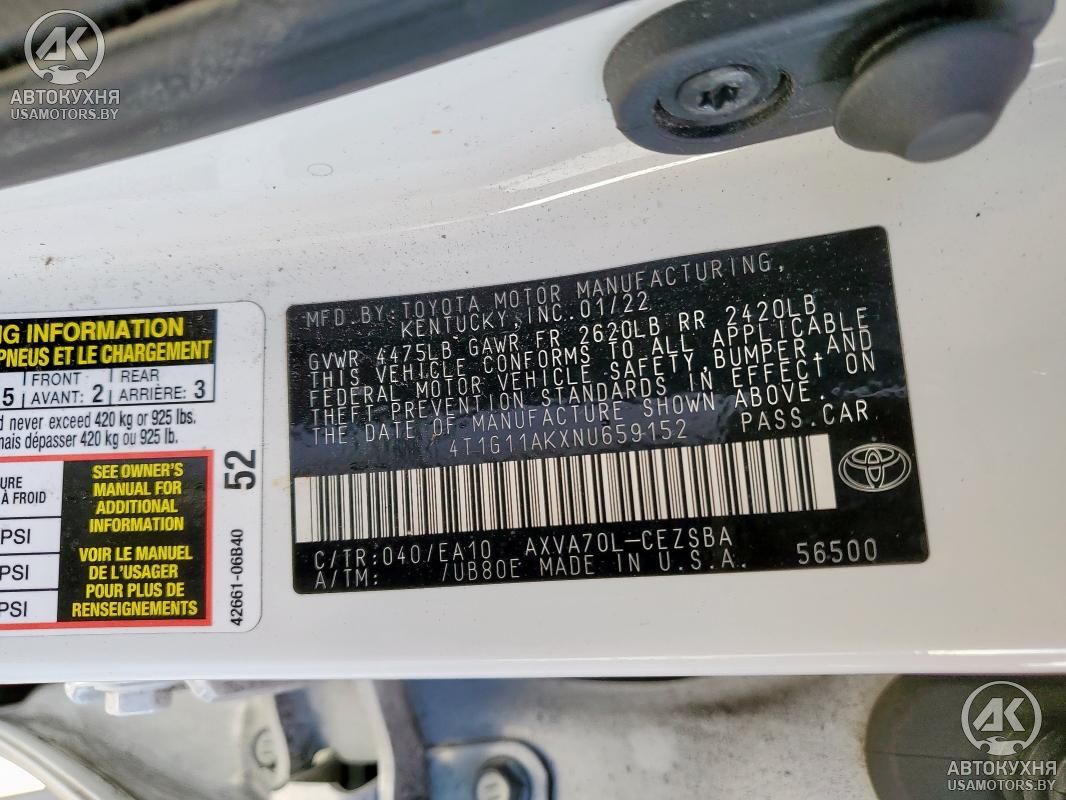 AK
АВТОКУХНЯ
USAMOTORS.BY
NG INFORMATION
PNEUS ET LE CHARGEMENT
5 FRONT AVANT: 2 REAR ARRIÈRE: 3
never exceed 420 kg or 925 lbs.
mais dépasser 420 kg ou 925 lb.
À FROID
PSI
PSI
SEE OWNER'S
MANUAL FOR
ADDITIONAL
INFORMATION
VOIR LE MANUEL
DE L'USAGER
POUR PLUS DE
RENSEIGNEMENTS
52
42661-06B40
MFD BY: TOYOTA MOTOR MANUFACTURING,
KENTUCKY, INC. 01/22
GVWR 4475LB GAWR FR 2620LB RR 2420LB
THIS VEHICLE CONFORMS TO ALL APPLICABLE
FEDERAL MOTOR VEHICLE SAFETY, BUMPER, AND
THEFT PREVENTION STANDARDS IN EFFECT ON
THE DATE OF MANUFACTURE SHOWN ABOVE.
4T1G11AKXNU659152 PASS. CAR
C/TR: 040/EA10 AXVA70L-CEZSBA
A/TM: /UB80E MADE IN U.S.A. 56500
AK
АВТОКУХНЯ
USAMOTORS.BY